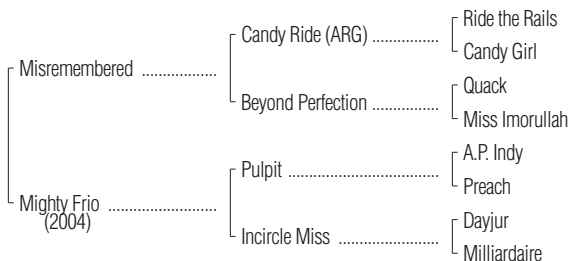 Ride the Rails
Candy Ride (ARG) ................
Candy Girl
Misremembered ..................
Quack
Beyond Perfection ................
Miss Imorullah
A.P. Indy
Pulpit ....................................
Preach
Mighty Frio ..........................
(2004)
Dayjur
Incircle Miss ........................
Milliardaire